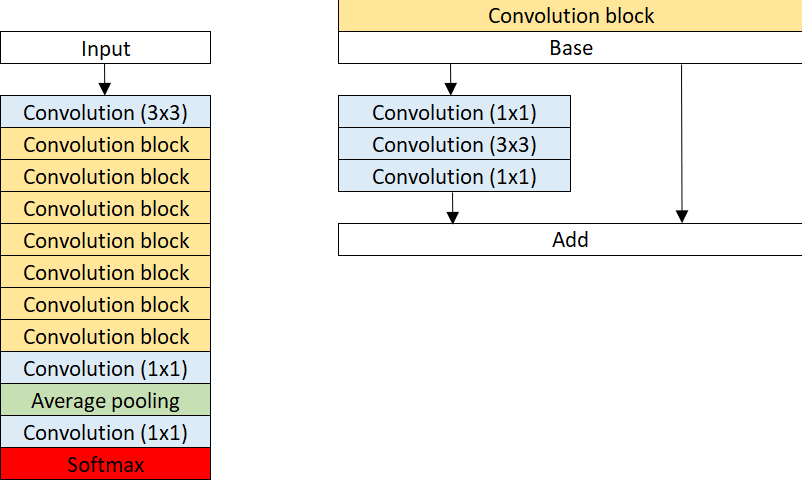 Input
Convolution (3x3)
Convolution block
Convolution block
Convolution block
Convolution block
Convolution block
Convolution block
Convolution block
Convolution (1x1)
Average pooling
Convolution (1x1)
Softmax
Convolution block
Base
Convolution (1x1)
Convolution (3x3)
Convolution (1x1)
Add